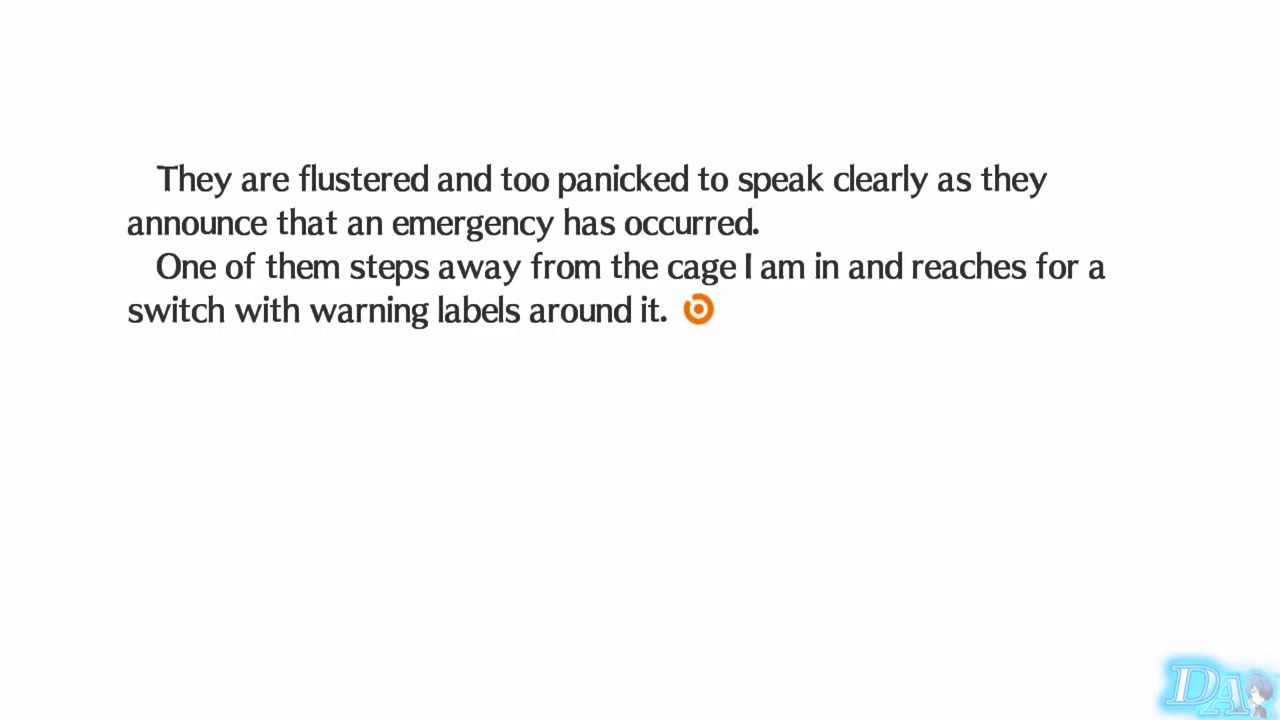 They are flustered and too panicked to speak clearly as they
announce that an emergency has occurred.
One of them steps away from the cage I am in and reaches for a
switch with warning labels around it.
DA